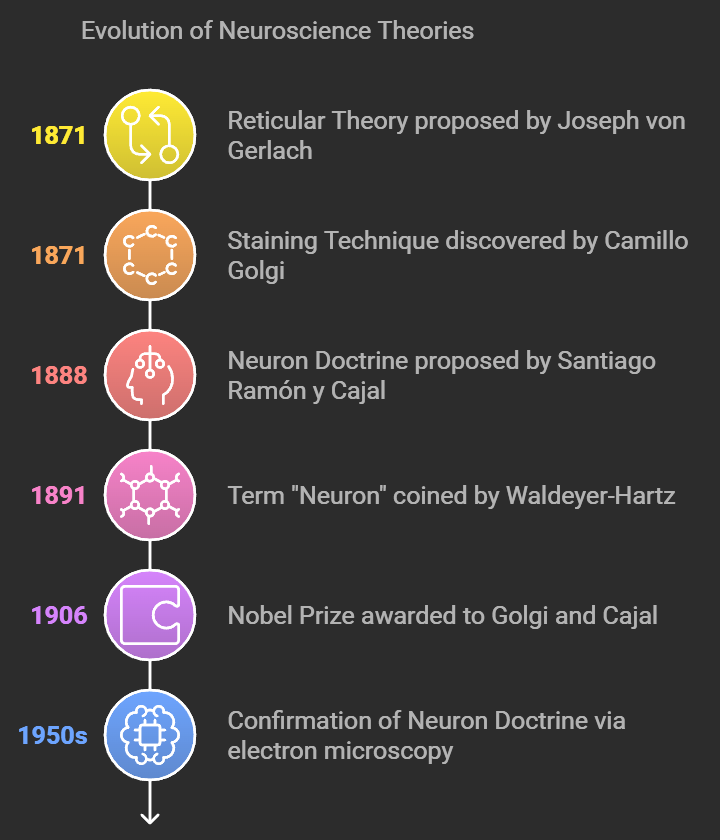 Evolution of Neuroscience Theories
1871
Reticular Theory proposed by Joseph von
Gerlach
1871
Staining Technique discovered by Camillo
Golgi
1888
Neuron Doctrine proposed by Santiago
Ramón y Cajal
1891
Term "Neuron" coined by Waldeyer-Hartz
1906
Nobel Prize awarded to Golgi and Cajal
1950s
Confirmation of Neuron Doctrine via
electron microscopy